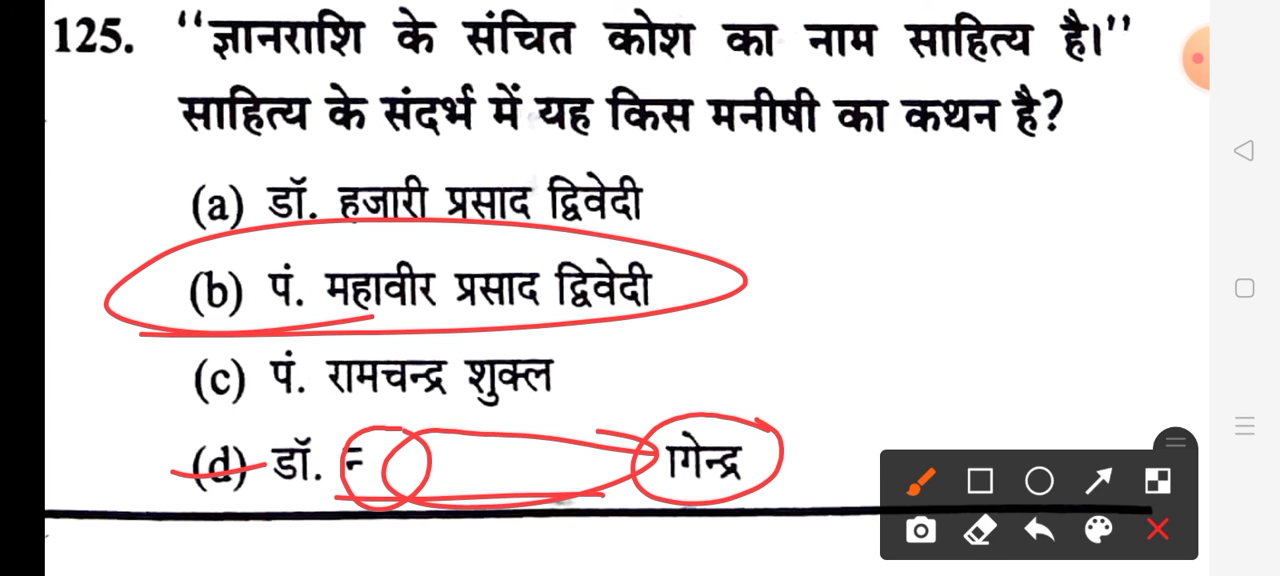 125. “ज्ञानराशि के संचित कोश का नाम साहित्य है।”
साहित्य के संदर्भ में यह किस मनीषी का कथन है?
(a) डॉ. हजारी प्रसाद द्विवेदी
(b) पं. महावीर प्रसाद द्विवेदी
(c) पं. रामचन्द्र शुक्ल
(d) डॉ. न गेन्द्र